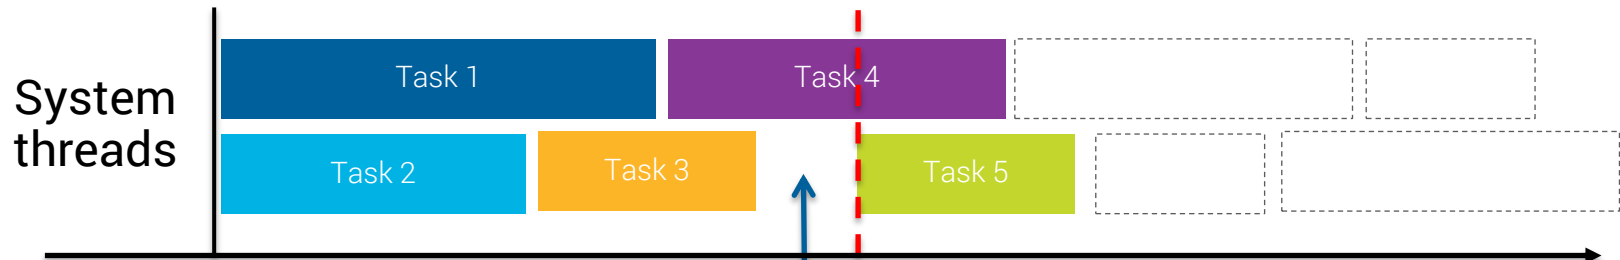 System
threads
Task 1
Task 4
Task 2
Task 3
Task 5